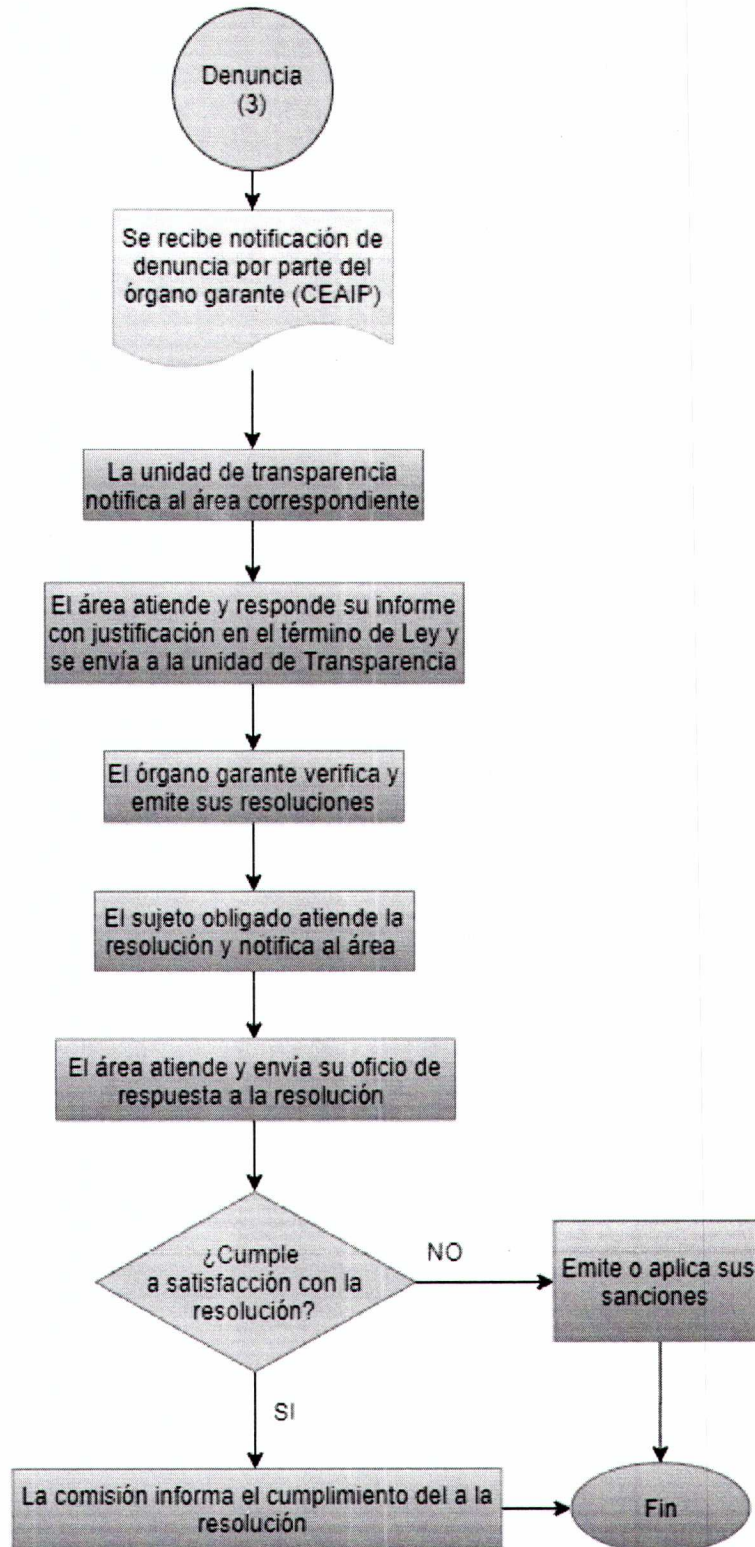 Denuncia
(3)
Se recibe notificación de
denuncia por parte del
órgano garante (CEAIP)
La unidad de transparencia
notifica al área correspondiente
El área atiende y responde su informe
con justificación en el término de Ley y
se envía a la unidad de Transparencia
El órgano garante verifica y
emite sus resoluciones
El sujeto obligado atiende la
resolución y notifica al área
El área atiende y envía su oficio de
respuesta a la resolución
¿Cumple
a satisfacción con la
resolución?
NO
Emite o aplica sus
sanciones
SI
La comisión informa el cumplimiento del a la
resolución
Fin